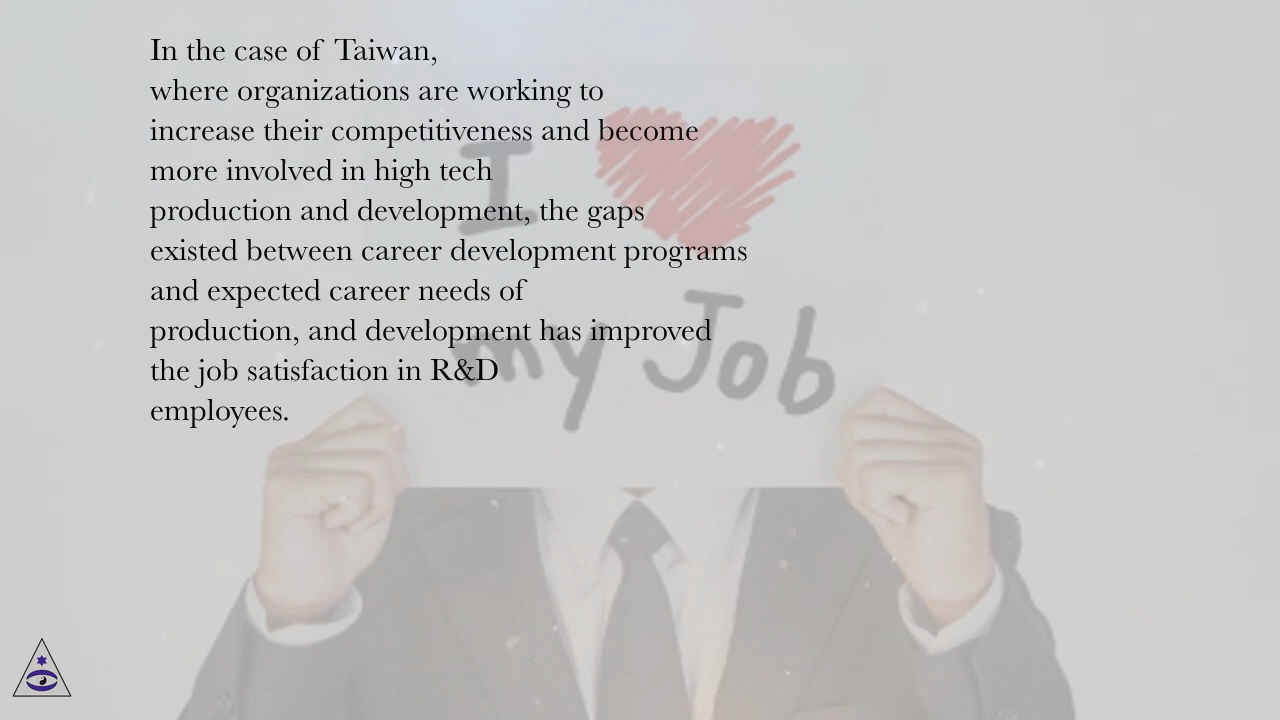 In the case of Taiwan,
where organizations are working to
increase their competitiveness and become
more involved in high tech
production and development, the gaps
existed between career development programs
and expected career needs of
production, and development has improved
the job satisfaction in R&D
employees.
I
my Job